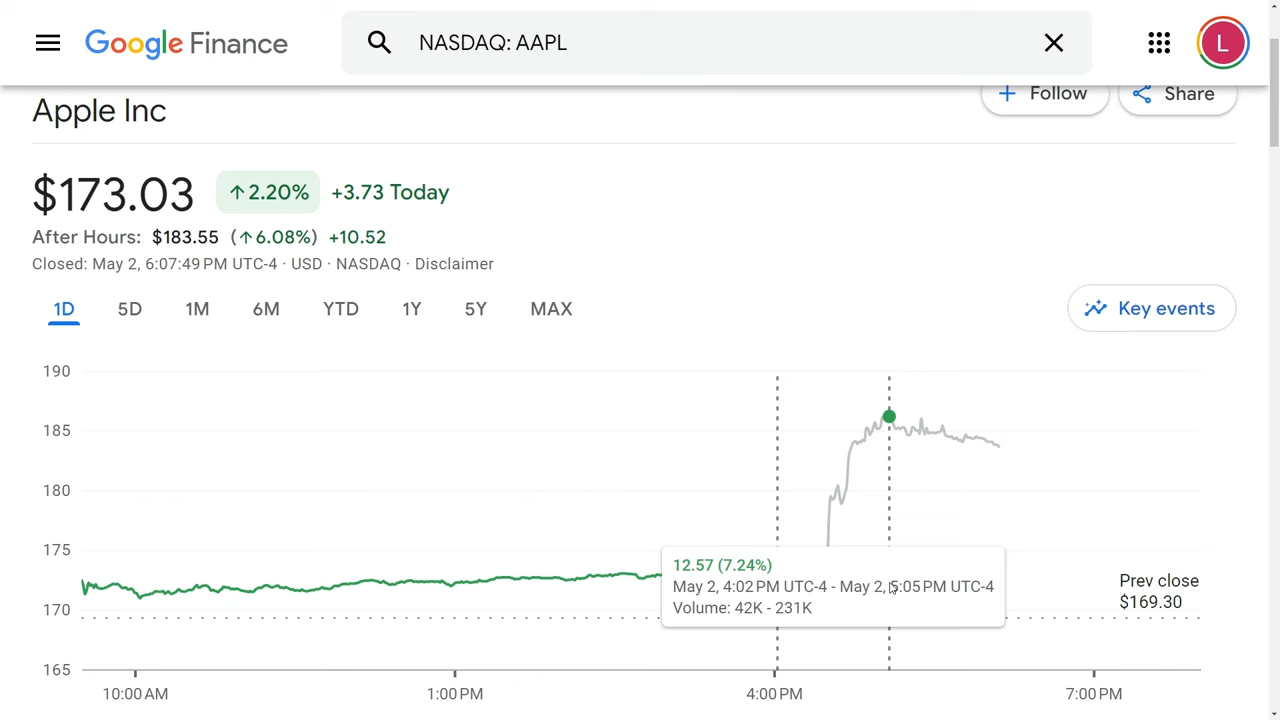 Google Finance
NASDAQ: AAPL
L
Apple Inc
Follow
Share
$173.03 ↑2.20% +3.73 Today
After Hours: $183.55 (↑6.08%) +10.52
Closed: May 2, 6:07:49 PM UTC-4 · USD · NASDAQ · Disclaimer
1D 5D 1M 6M YTD 1Y 5Y MAX
Key events
190
185
180
175
170
165
12.57 (7.24%)
May 2, 4:02 PM UTC-4 - May 2, 5:05 PM UTC-4
Volume: 42K - 231K
Prev close
$169.30
10:00 AM 1:00 PM 4:00 PM 7:00 PM